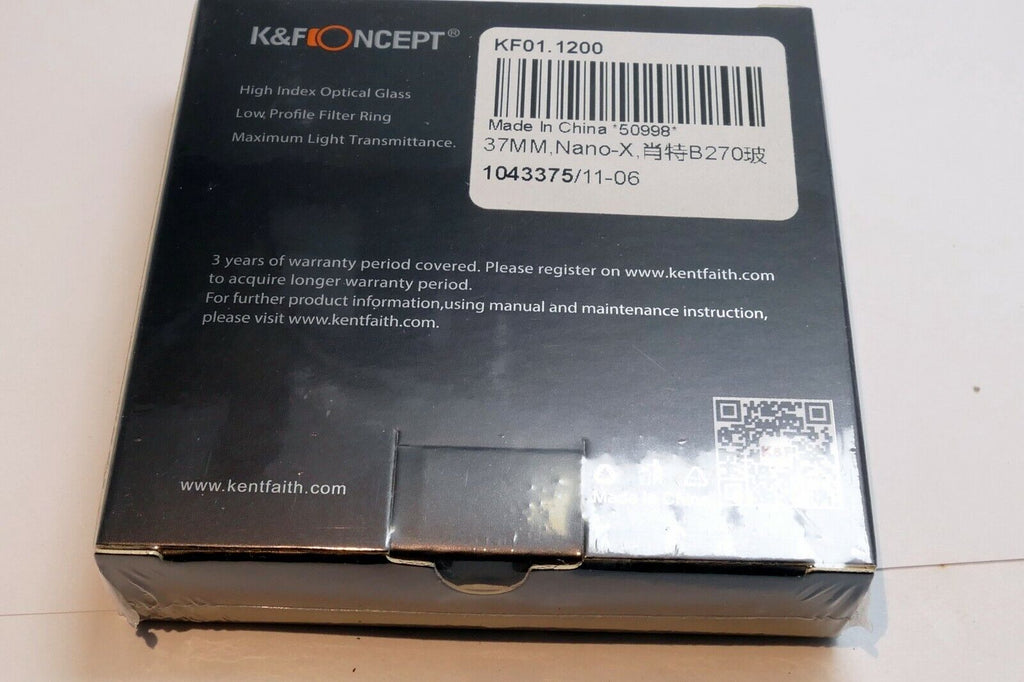 K&FCONCEPT®
High Index Optical Glass
Low Profile Filter Ring
Maximum Light Transmittance.
KF01.1200
Made In China *50998*
37MM,Nano-X,肖特B270玻
1043375/11-06
3 years of warranty period covered. Please register on www.kentfaith.com
to acquire longer warranty period.
For further product information,using manual and maintenance instruction,
please visit www.kentfaith.com.
K&F
www.kentfaith.com
Made in